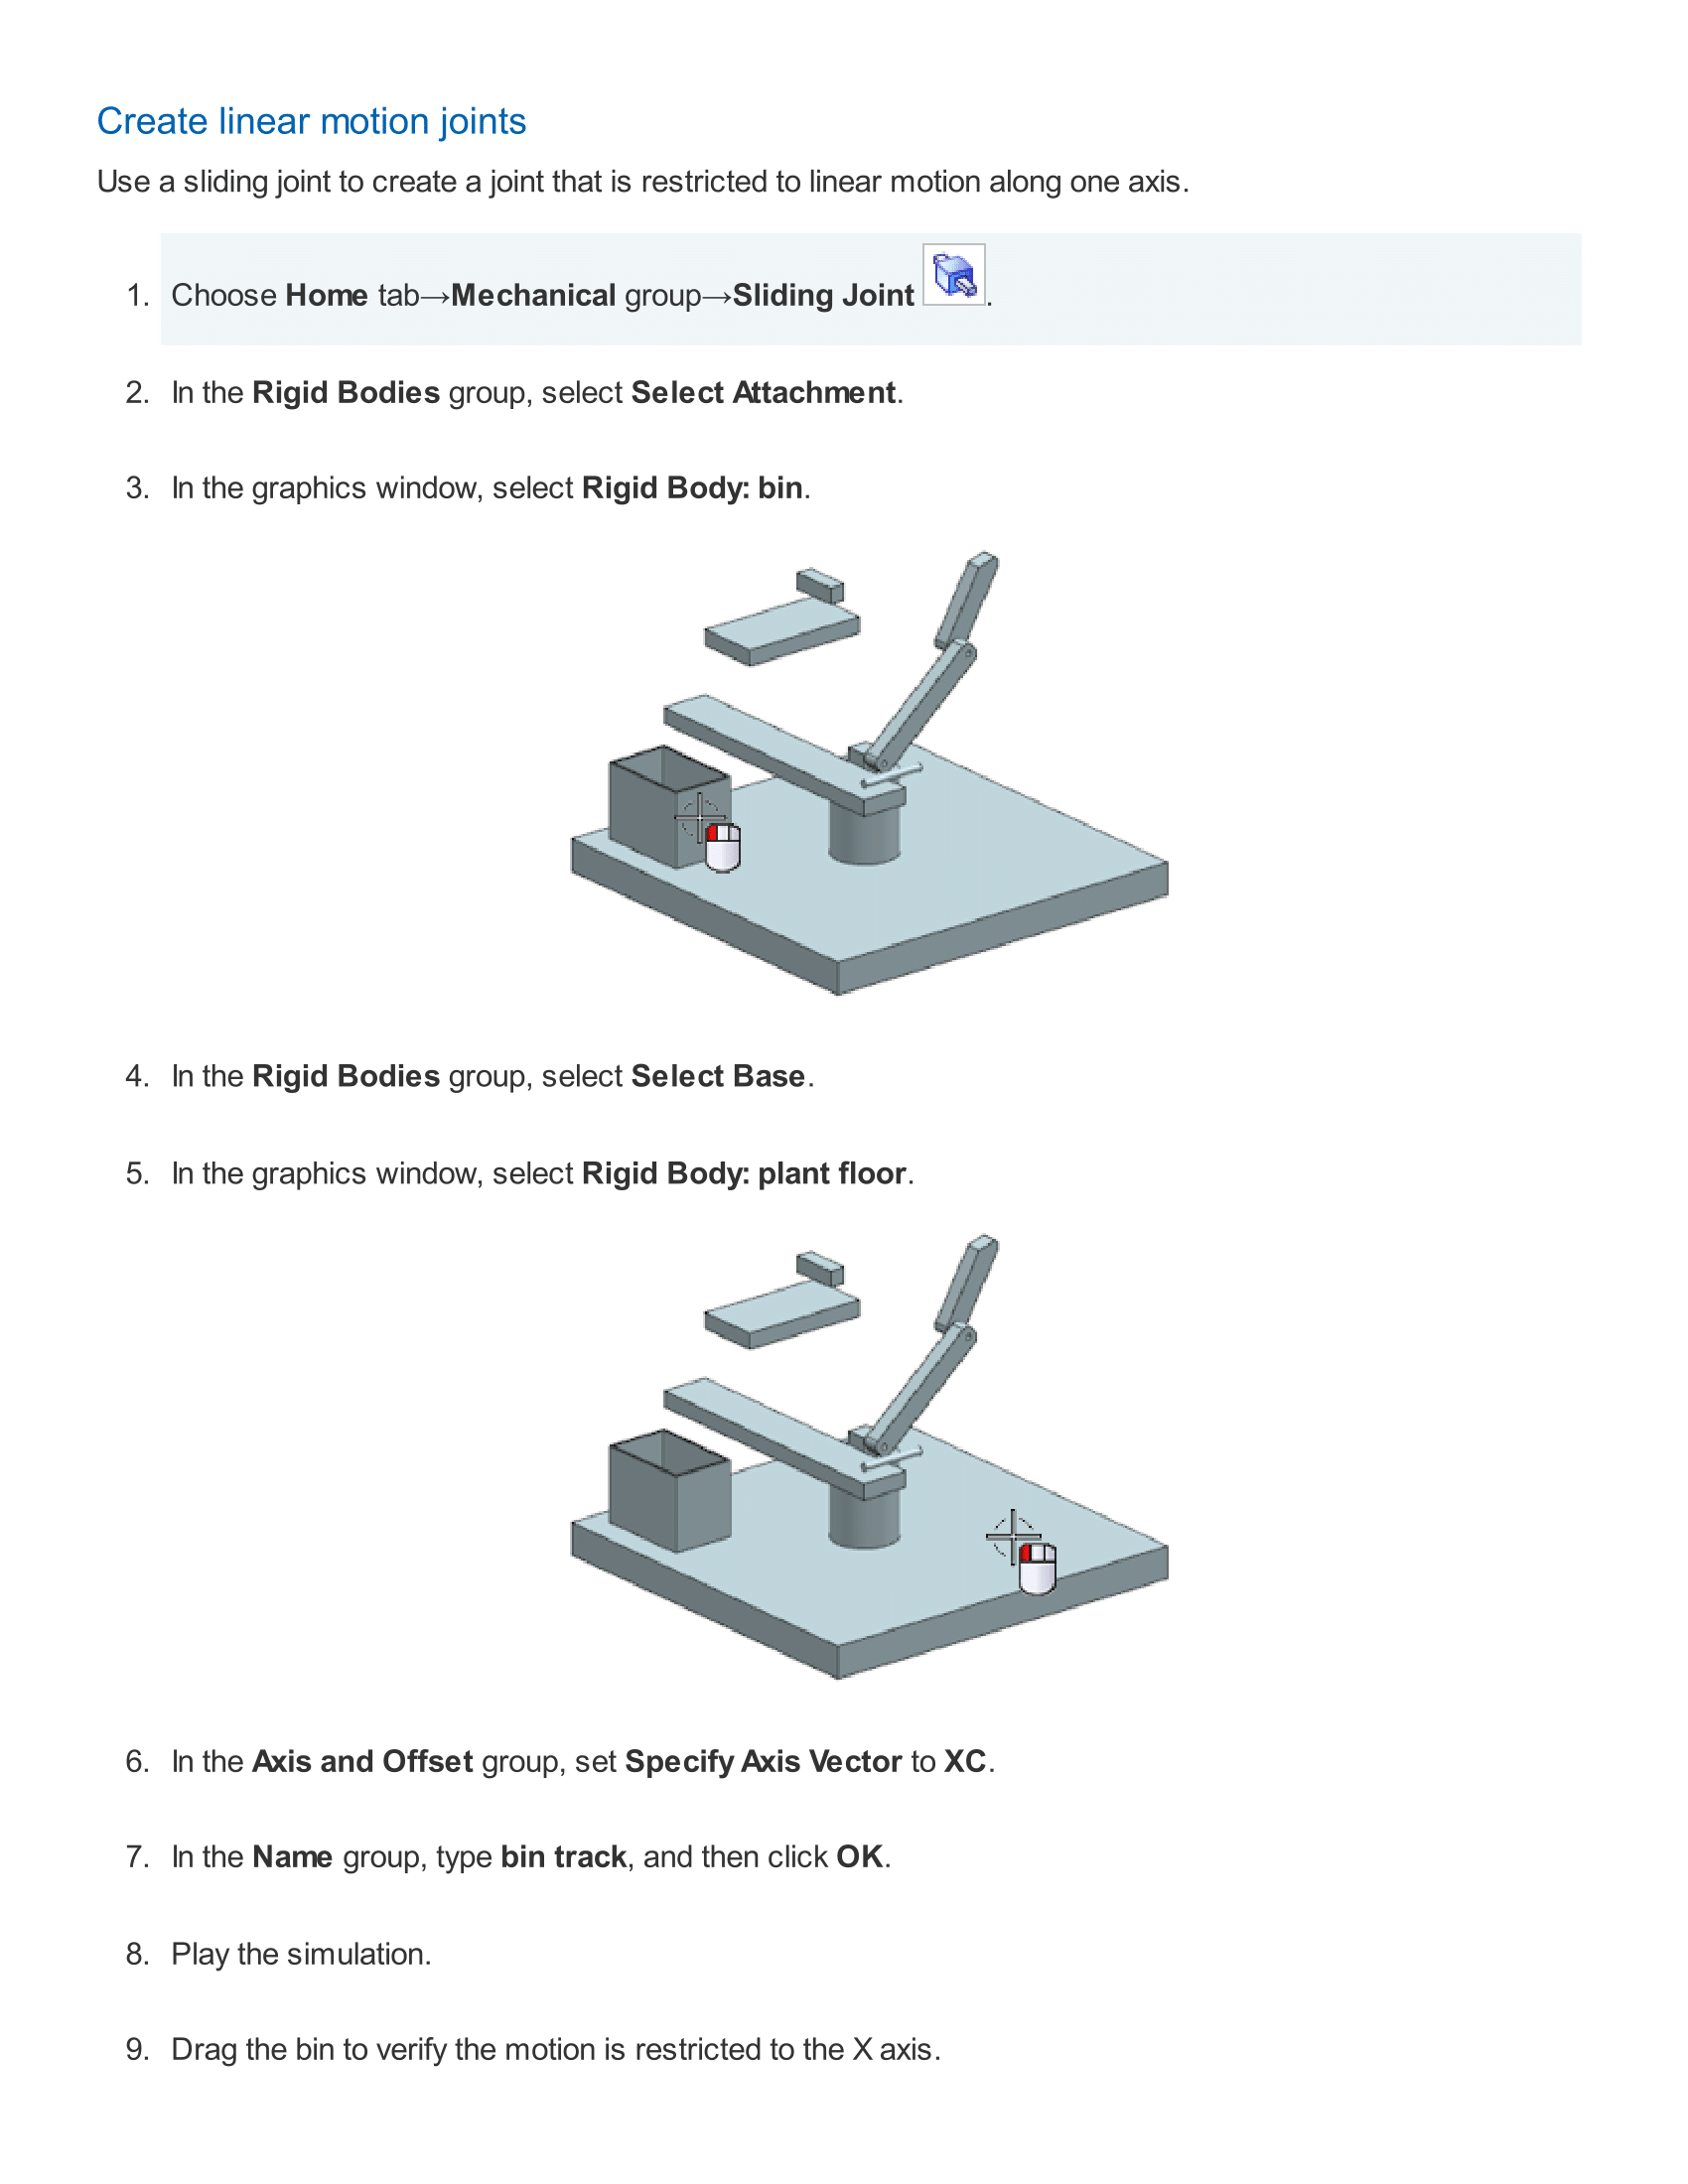 Create linear motion joints
Use a sliding joint to create a joint that is restricted to linear motion along one axis.
1. Choose Home tab→Mechanical group→Sliding Joint .
2. In the Rigid Bodies group, select Select Attachment.
3. In the graphics window, select Rigid Body: bin.
4. In the Rigid Bodies group, select Select Base.
5. In the graphics window, select Rigid Body: plant floor.
6. In the Axis and Offset group, set Specify Axis Vector to XC.
7. In the Name group, type bin track, and then click OK.
8. Play the simulation.
9. Drag the bin to verify the motion is restricted to the X axis.